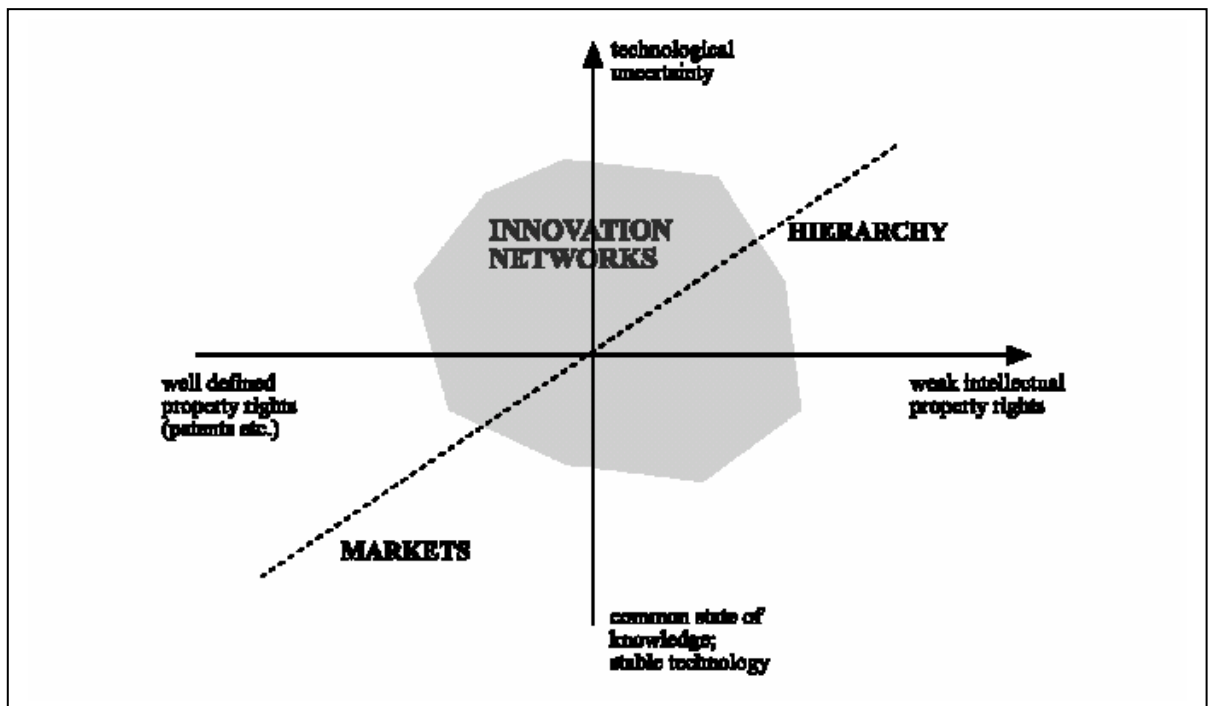 technological
uncertainty
INNOVATION
NETWORKS
HIERARCHY
well defined
property rights
(patents etc.)
weak intellectual
property rights
MARKETS
common state of
knowledge;
stable technology